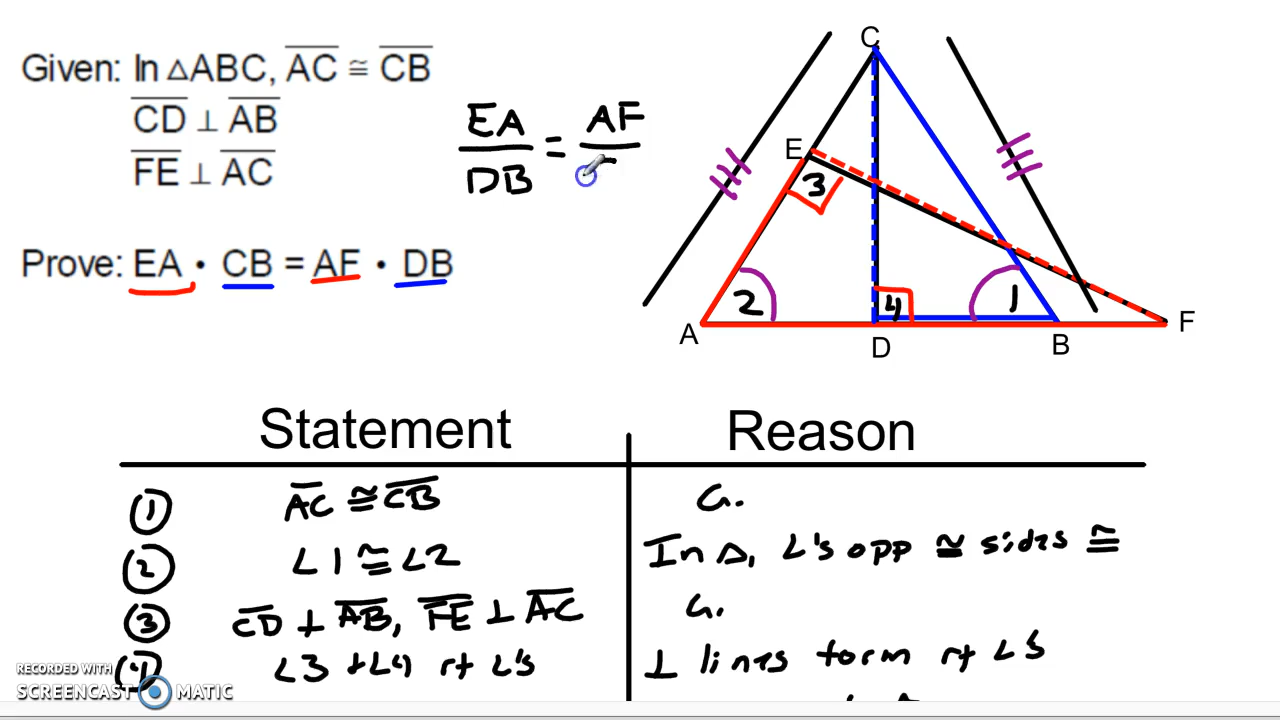 Given: In △ABC, AC ≅ CB
CD ⊥ AB
FE ⊥ AC
Prove: EA • CB = AF • DB
EA/DB = AF/
C
E
3
2
4
1
A
D
B
F
Statement
Reason
① AC ≅ CB
G.
② ∠1 ≅ ∠2
In △, ∠'s opp ≅ sides ≅
③ CD ⊥ AB, FE ⊥ AC
G.
④ ∠3 + ∠4 rt ∠'s
⊥ lines form rt ∠s
RECORDED WITH
SCREENCAST MATIC